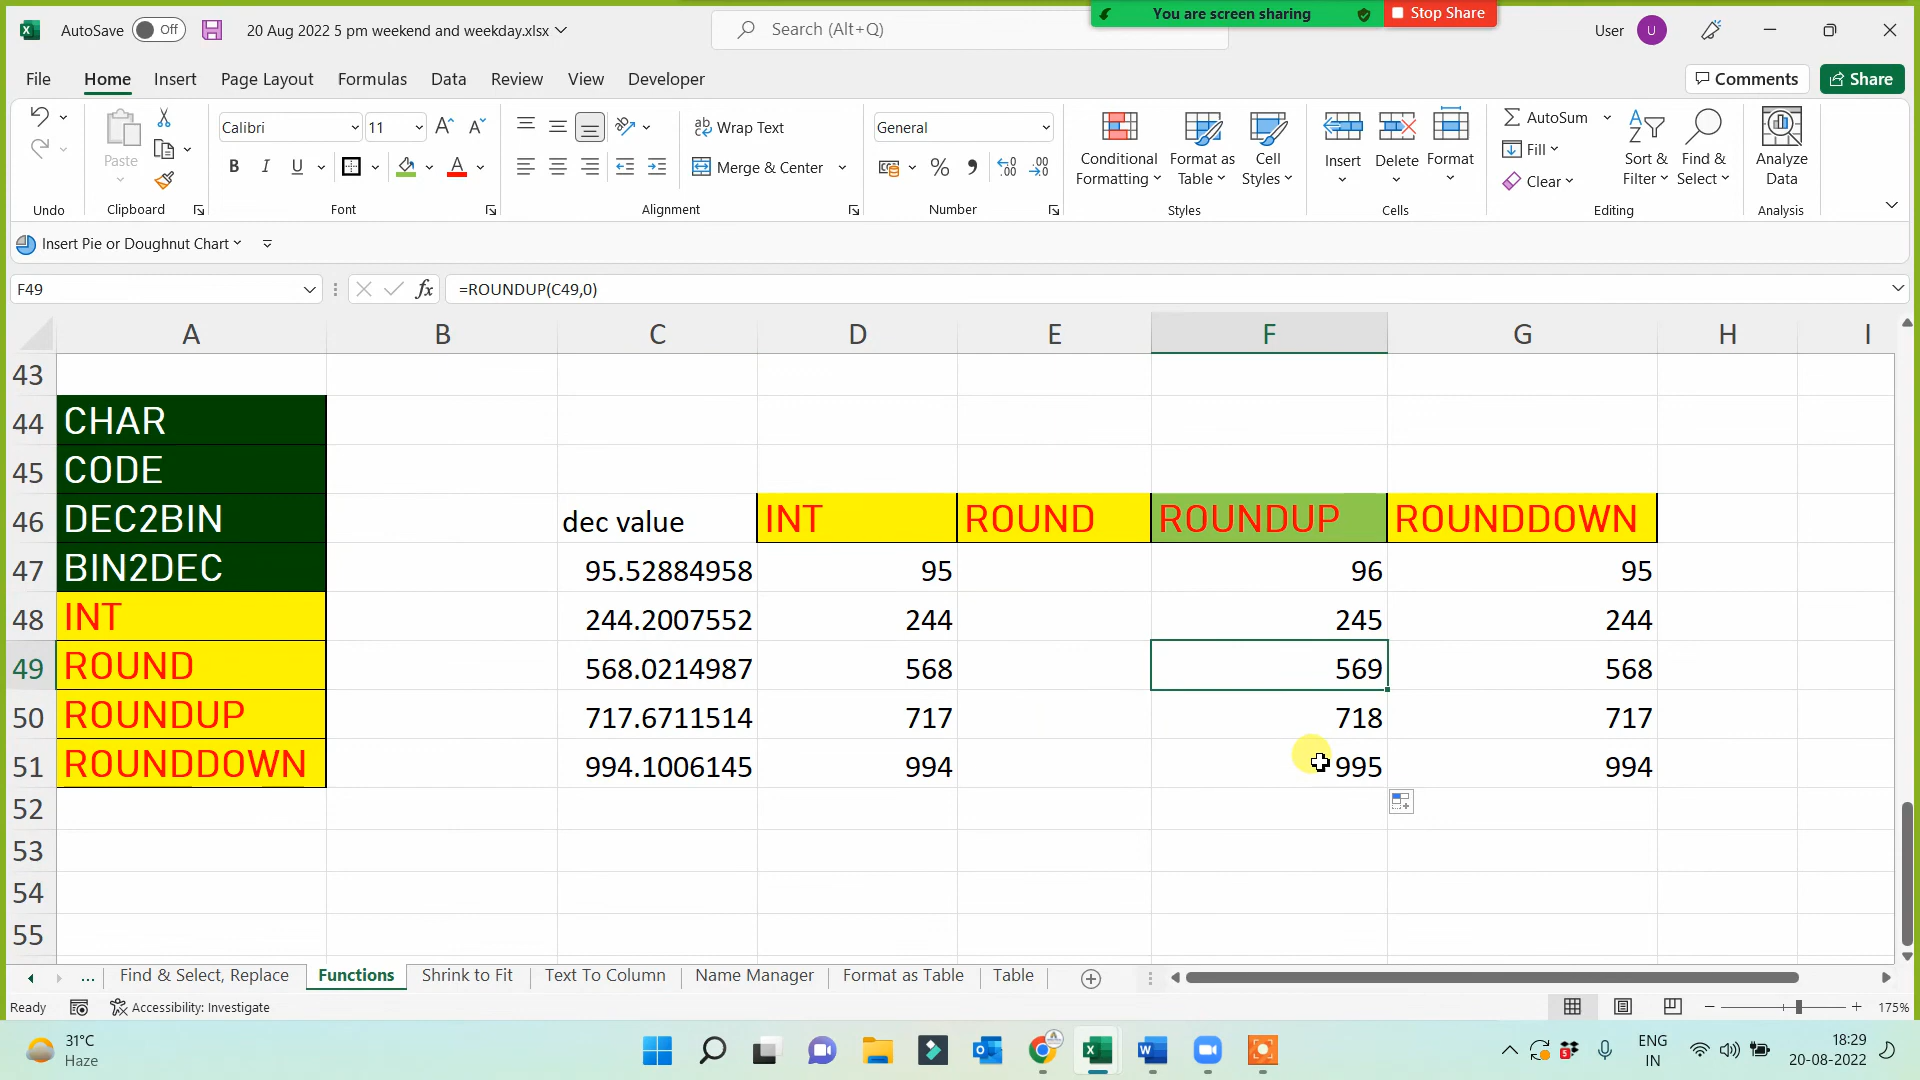 You are screen sharing Stop Share
AutoSave Off 20 Aug 2022 5 pm weekend and weekday.xlsx Search (Alt+Q) User U
File Home Insert Page Layout Formulas Data Review View Developer Comments Share
Calibri 11 Wrap Text General AutoSum
Paste B I U Merge & Center % Conditional Formatting Format as Table Cell Styles Insert Delete Format Fill Clear Sort & Filter Find & Select Analyze Data
Undo Clipboard Font Alignment Number Styles Cells Editing Analysis
Insert Pie or Doughnut Chart
F49 fx =ROUNDUP(C49,0)
A B C D E F G H I
43
44 CHAR
45 CODE
46 DEC2BIN dec value INT ROUND ROUNDUP ROUNDDOWN
47 BIN2DEC 95.52884958 95 96 95
48 INT 244.2007552 244 245 244
49 ROUND 568.0214987 568 569 568
50 ROUNDUP 717.6711514 717 718 717
51 ROUNDDOWN 994.1006145 994 995 994
52
53
54
55
... Find & Select, Replace Functions Shrink to Fit Text To Column Name Manager Format as Table Table
Ready Accessibility: Investigate 175%
31°C ENG 18:29
Haze IN 20-08-2022